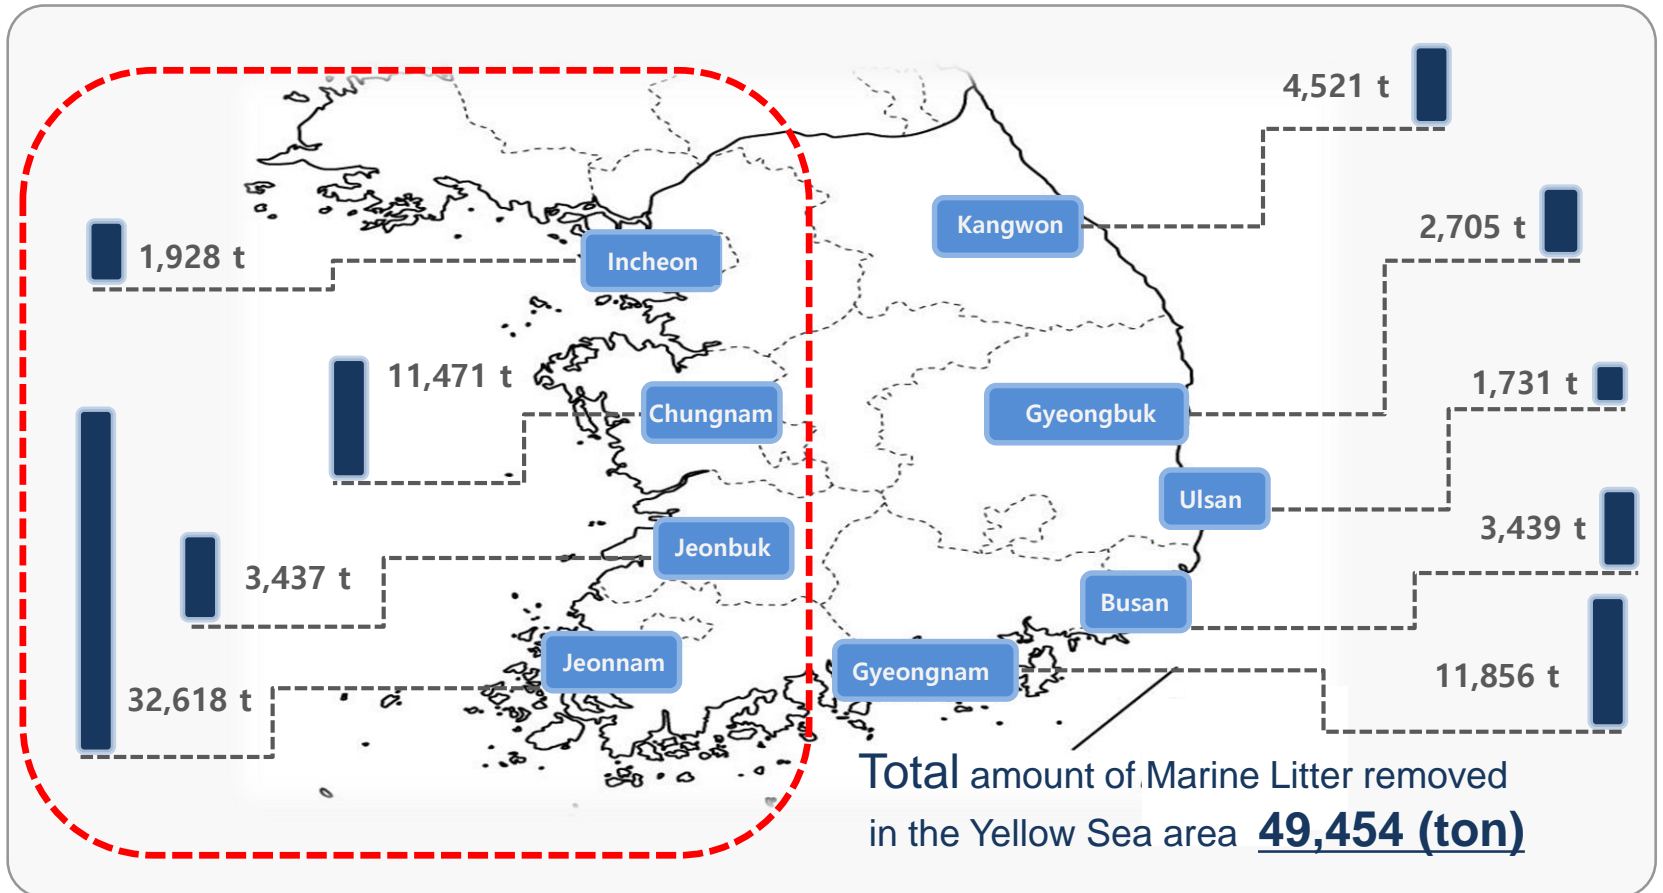 4,521 t
Kangwon
2,705 t
1,928 t
Incheon
11,471 t
Chungnam
Gyeongbuk
1,731 t
Ulsan
3,439 t
Jeonbuk
3,437 t
Busan
Jeonnam
Gyeongnam
32,618 t
11,856 t
Total amount of Marine Litter removed
in the Yellow Sea area 49,454 (ton)